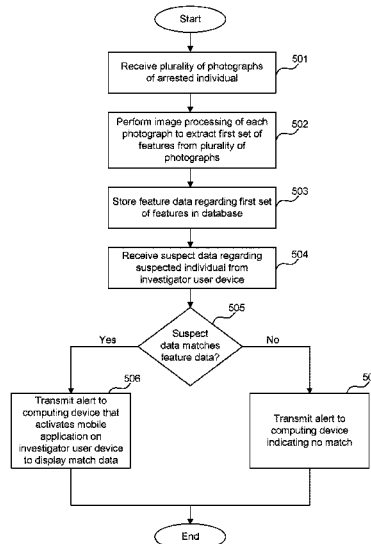 Start
501
Receive plurality of photographs
of arrested individual
502
Perform image processing of each
photograph to extract first set of
features from plurality of
photographs
503
Store feature data regarding first set
of features in database
504
Receive suspect data regarding
suspected individual from
investigator user device
505
Suspect
data matches
feature data?
Yes
No
506
Transmit alert to
computing device that
activates mobile
application on
investigator user device
to display match data
Transmit alert to
computing device
indicating no match
End